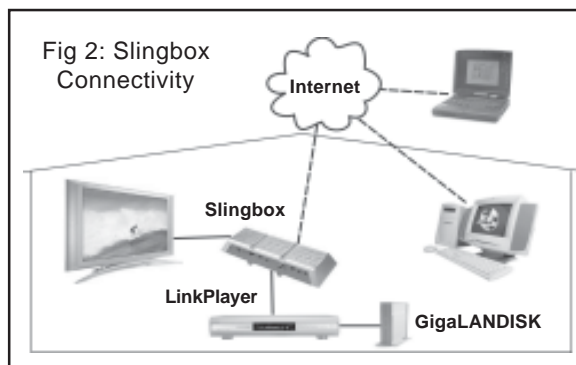 Fig 2: Slingbox
Connectivity
Internet
Slingbox
LinkPlayer
GigaLANDISK